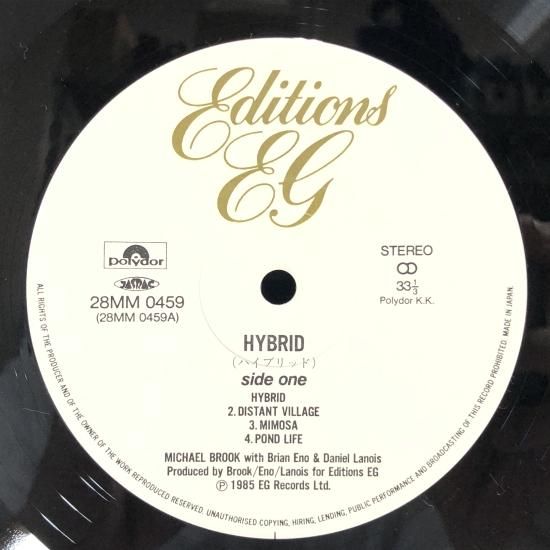 Editions
EG
Polydor
JASRAC
28MM 0459
(28MM 0459A)
STEREO
33 1/3
Polydor K.K.
HYBRID
(ハイブリッド)
side one
HYBRID
2. DISTANT VILLAGE
3. MIMOSA
4. POND LIFE
MICHAEL BROOK with Brian Eno & Daniel Lanois
Produced by Brook/Eno/Lanois for Editions EG
Ⓟ 1985 EG Records Ltd.
ALL RIGHTS OF THE PRODUCER AND OF THE OWNER OF THE WORK REPRODUCED RESERVED. UNAUTHORISED COPYING, HIRING, LENDING, PUBLIC PERFORMANCE AND BROADCASTING OF THIS RECORD PROHIBITED. MADE IN JAPAN.